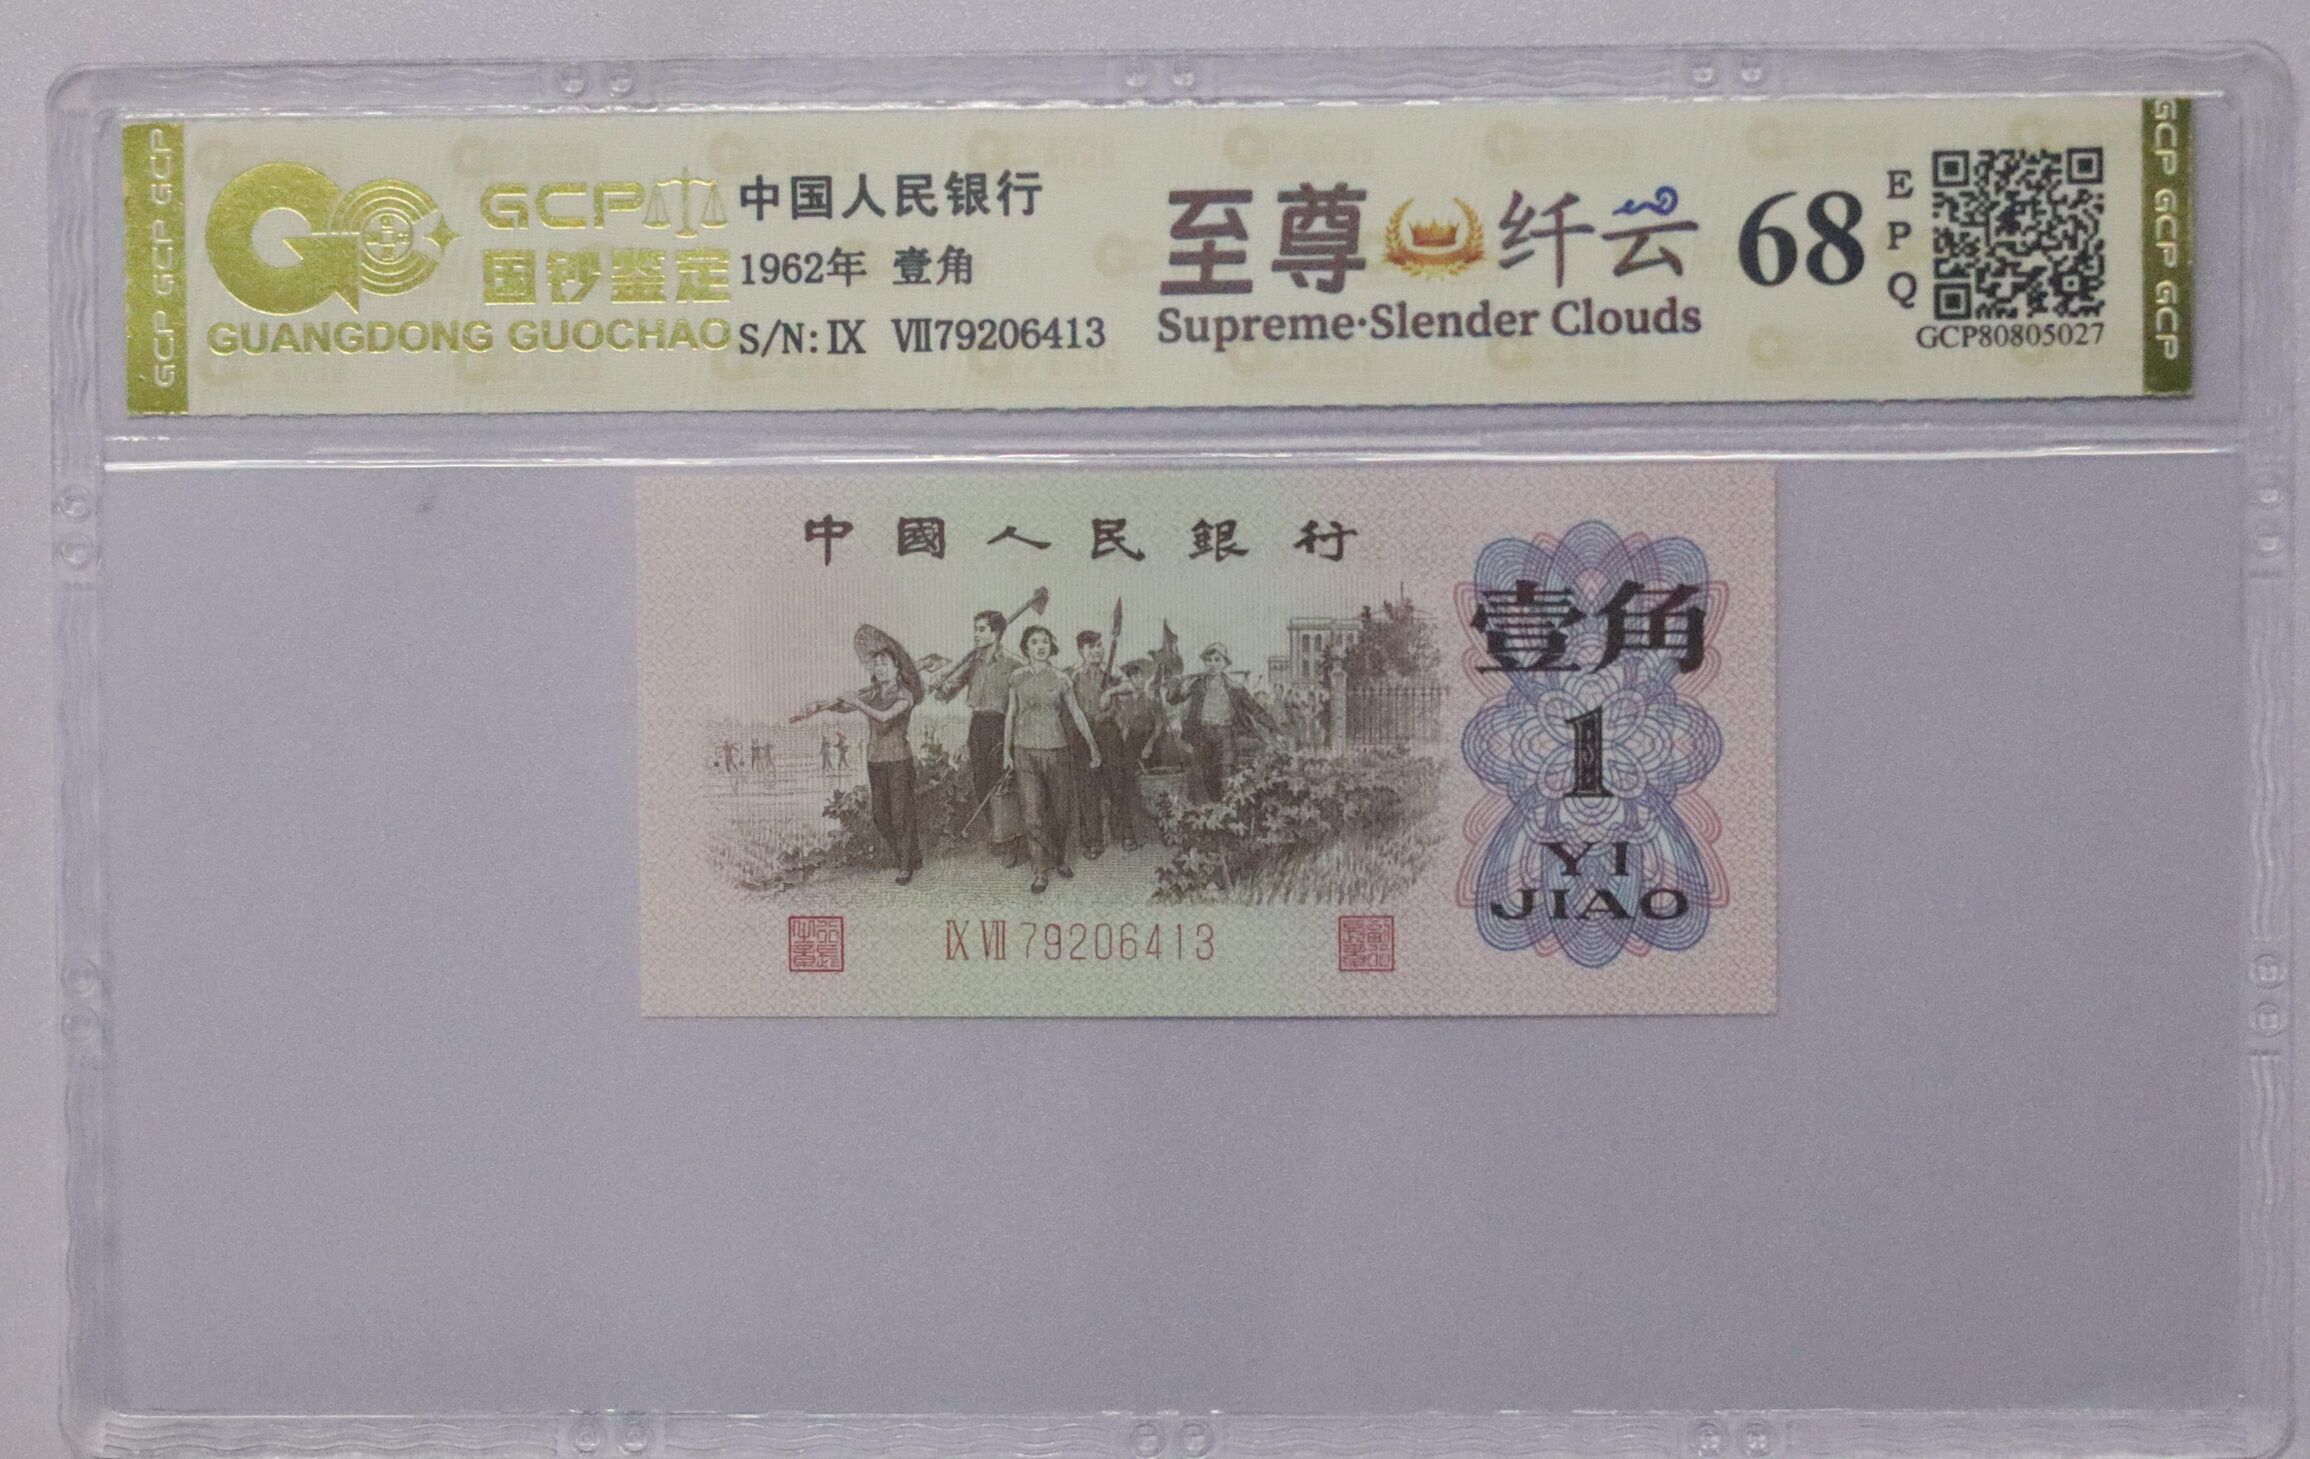 GCP GCP GCP
GCP
国钞鉴定
GUANGDONG GUOCHAO
中国人民银行
1962年 壹角
S/N: IX VII79206413
至尊 纤云
Supreme·Slender Clouds
68
E
P
Q
GCP80805027
GCP GCP GCP
中國人民銀行
壹角
1
YI
JIAO
IX VII 79206413